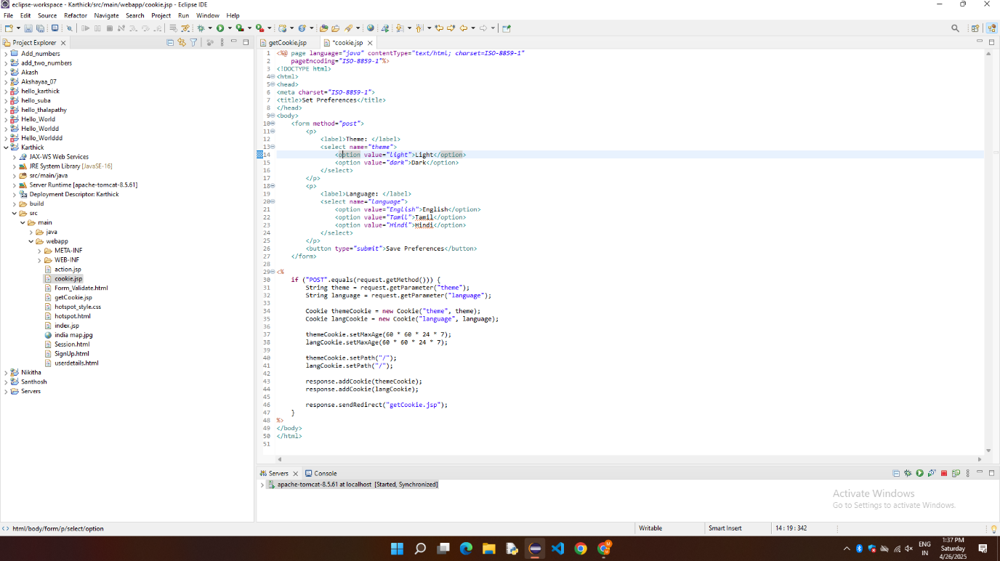 eclipse-workspace - Karthick/src/main/webapp/cookie.jsp - Eclipse IDE
File Edit Source Refactor Navigate Search Project Run Window Help
Project Explorer
Add_numbers
add_two_numbers
Akash
Akshayaa_07
hello_karthick
hello_suba
hello_thalapathy
Hello_World
Hello_Worldd
Hello_Worlddd
Karthick
JAX-WS Web Services
JRE System Library [JavaSE-16]
src/main/java
Server Runtime [apache-tomcat-8.5.61]
Deployment Descriptor: Karthick
build
src
main
java
webapp
META-INF
WEB-INF
action.jsp
cookie.jsp
Form_Validate.html
getCookie.jsp
hotspot_style.css
hotspot.html
index.jsp
india map.jpg
Session.html
SignUp.html
userdetails.html
Nikitha
Santhosh
Servers
getCookie.jsp *cookie.jsp
1 <%@ page language="java" contentType="text/html; charset=ISO-8859-1"
2 pageEncoding="ISO-8859-1"%>
3 <!DOCTYPE html>
4 <html>
5 <head>
6 <meta charset="ISO-8859-1">
7 <title>Set Preferences</title>
8 </head>
9 <body>
10 <form method="post">
11 <p>
12 <label>Theme: </label>
13 <select name="theme">
14 <option value="light">Light</option>
15 <option value="dark">Dark</option>
16 </select>
17 </p>
18 <p>
19 <label>Language: </label>
20 <select name="language">
21 <option value="English">English</option>
22 <option value="Tamil">Tamil</option>
23 <option value="Hindi">Hindi</option>
24 </select>
25 </p>
26 <button type="submit">Save Preferences</button>
27 </form>
28
29 <%
30 if ("POST".equals(request.getMethod())) {
31 String theme = request.getParameter("theme");
32 String language = request.getParameter("language");
33
34 Cookie themeCookie = new Cookie("theme", theme);
35 Cookie langCookie = new Cookie("language", language);
36
37 themeCookie.setMaxAge(60 * 60 * 24 * 7);
38 langCookie.setMaxAge(60 * 60 * 24 * 7);
39
40 themeCookie.setPath("/");
41 langCookie.setPath("/");
42
43 response.addCookie(themeCookie);
44 response.addCookie(langCookie);
45
46 response.sendRedirect("getCookie.jsp");
47 }
48 %>
49 </body>
50 </html>
51
Servers Console
apache-tomcat-8.5.61 at localhost [Started, Synchronized]
Activate Windows
Go to Settings to activate Windows.
html/body/form/p/select/option Writable Smart Insert 14 : 19 : 342
ENG
IN
1:37 PM
Saturday
4/26/2025